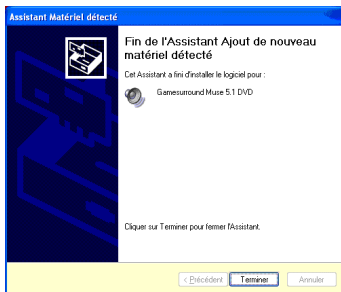 Assistant Matériel détecté
Fin de l'Assistant Ajout de nouveau
matériel détecté
Cet Assistant a fini d'installer le logiciel pour :
Gamesurround Muse 5.1 DVD
Cliquer sur Terminer pour fermer l'Assistant.
< Précédent
Terminer
Annuler